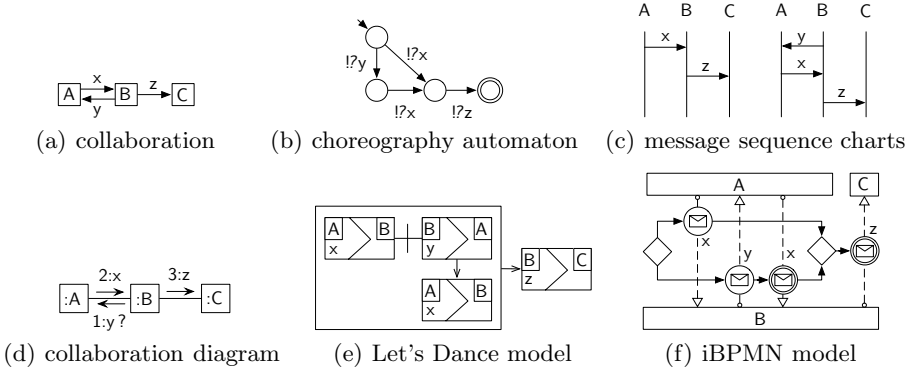 A x B z C
y
(a) collaboration
!?y !?x
!?x !?z
(b) choreography automaton
A B C A B C
x y
z x
z
(c) message sequence charts
:A 2:x :B 3:z :C
1:y?
(d) collaboration diagram
A B B A
x y
B C
z
A B
x
(e) Let's Dance model
A C
x y x z
B
(f) iBPMN model